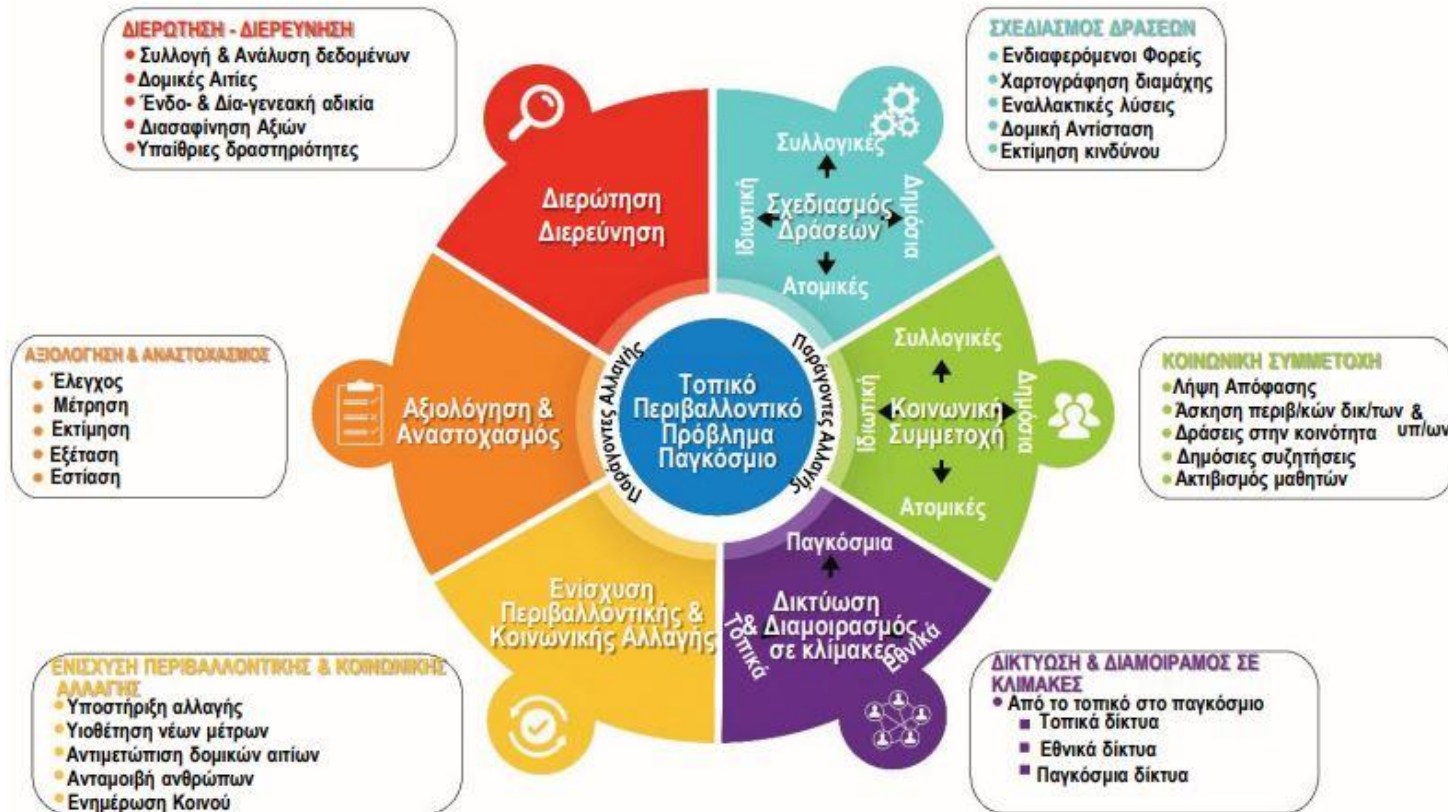 ΔΙΕΡΩΤΗΣΗ - ΔΙΕΡΕΥΝΗΣΗ
Συλλογή & Ανάλυση δεδομένων
Δομικές Αιτίες
Ένδο- & Δία-γενεακή αδικία
Διασαφίνηση Αξιών
Υπαίθριες δραστηριότητες
ΣΧΕΔΙΑΣΜΟΣ ΔΡΑΣΕΩΝ
Ενδιαφερόμενοι Φορείς
Χαρτογράφηση διαμάχης
Εναλλακτικές λύσεις
Δομική Αντίσταση
Εκτίμηση κινδύνου
Διερώτηση
Διερεύνηση
Συλλογικές
Ιδιωτική
Σχεδιασμός
Δράσεων
Δημόσια
Ατομικές
ΑΞΙΟΛΟΓΗΣΗ & ΑΝΑΣΤΟΧΑΣΜΟΣ
Έλεγχος
Μέτρηση
Εκτίμηση
Εξέταση
Εστίαση
Αξιολόγηση &
Αναστοχασμός
Παράγοντες Αλλαγής
Τοπικό
Περιβαλλοντικό
Πρόβλημα
Παγκόσμιο
Παράγοντες Αλλαγής
Συλλογικές
Ιδιωτική
Κοινωνική
Συμμετοχή
Δημόσια
Ατομικές
ΚΟΙΝΩΝΙΚΗ ΣΥΜΜΕΤΟΧΗ
Λήψη Απόφασης
Άσκηση περιβ/κών δικ/των &
υπ/ων
Δράσεις στην κοινότητα
Δημόσιες συζητήσεις
Ακτιβισμός μαθητών
Ενίσχυση
Περιβαλλοντικής &
Κοινωνικής Αλλαγής
Παγκόσμια
Δικτύωση
& Διαμοιρασμός
σε κλίμακες
Τοπικά
Εθνικά
ΕΝΙΣΧΥΣΗ ΠΕΡΙΒΑΛΛΟΝΤΙΚΗΣ & ΚΟΙΝΩΝΙΚΗΣ
ΑΛΛΑΓΗΣ
Υποστήριξη αλλαγής
Υιοθέτηση νέων μέτρων
Αντιμετώπιση δομικών αιτίων
Ανταμοιβή ανθρώπων
Ενημέρωση Κοινού
ΔΙΚΤΥΩΣΗ & ΔΙΑΜΟΙΡΑΜΟΣ ΣΕ
ΚΛΙΜΑΚΕΣ
Από το τοπικό στο παγκόσμιο
Τοπικά δίκτυα
Εθνικά δίκτυα
Παγκόσμια δίκτυα